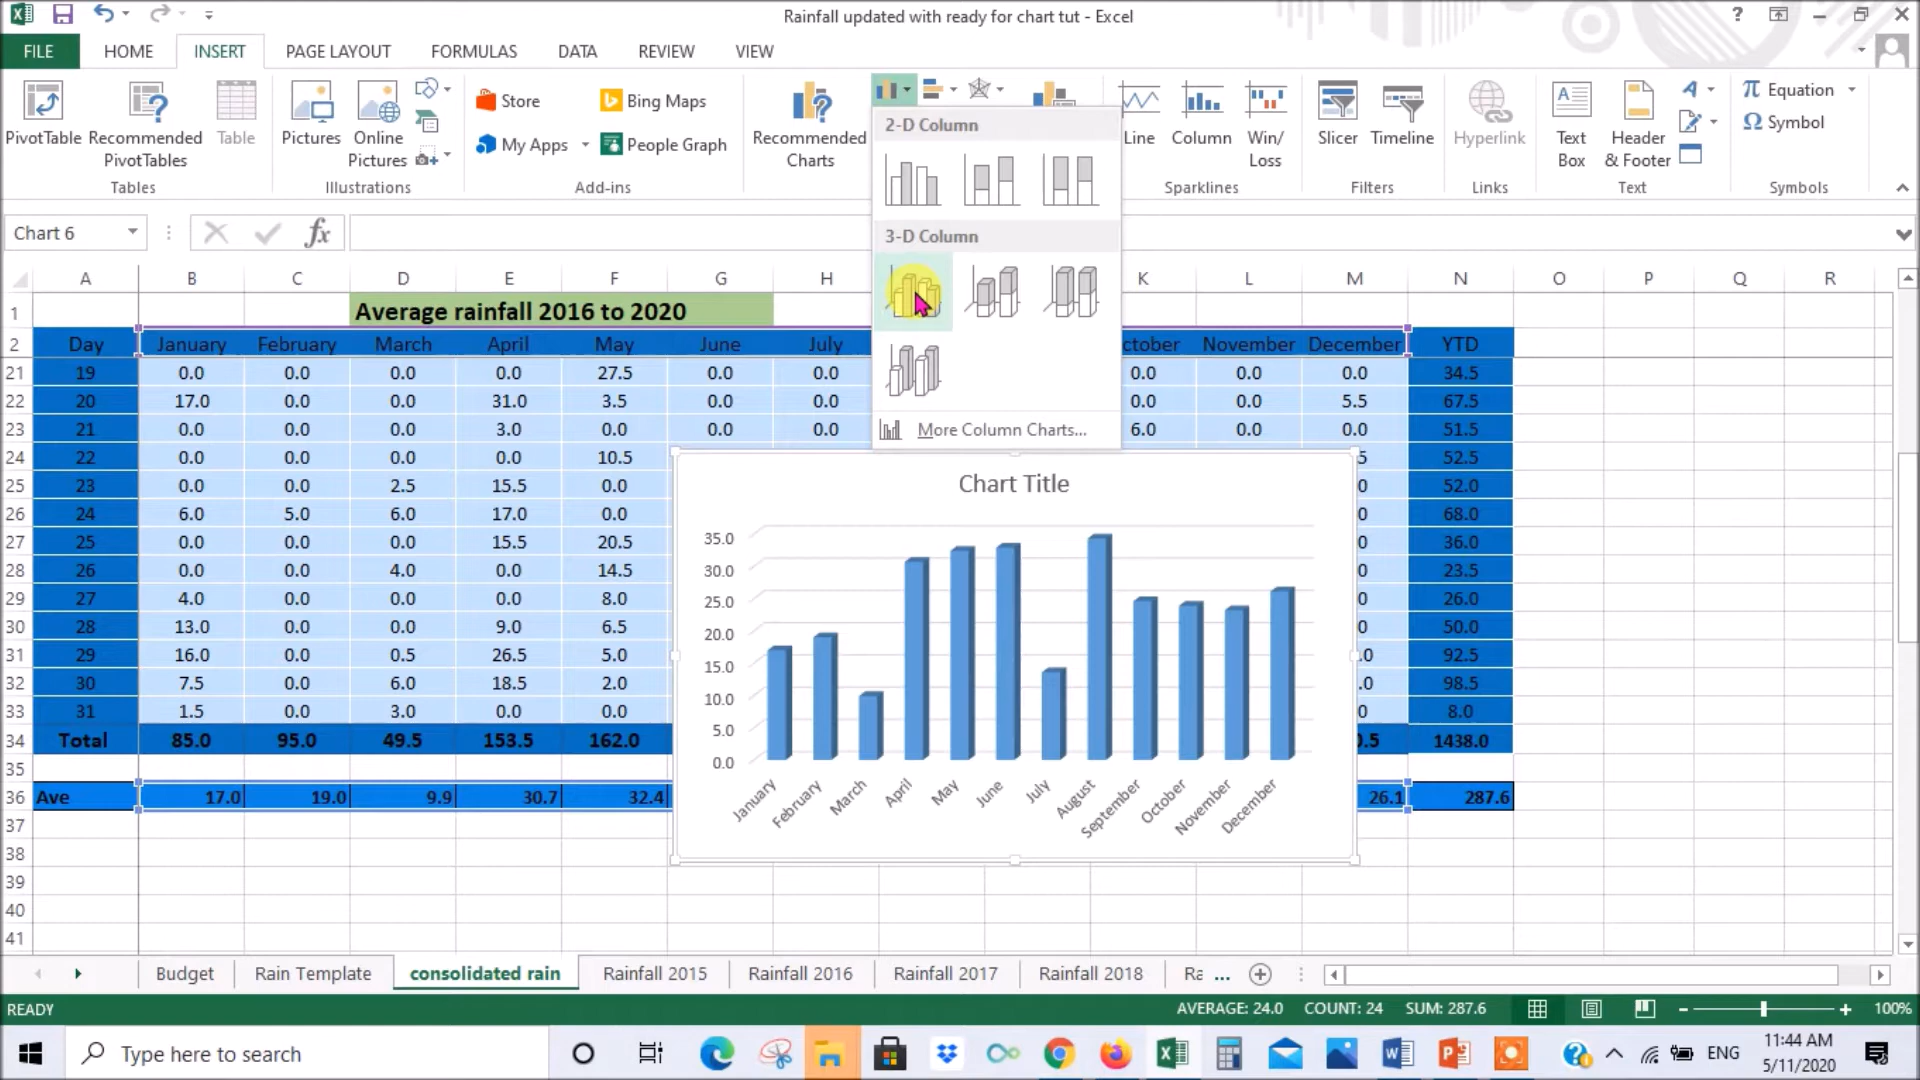 Rainfall updated with ready for chart tut - Excel
?
FILE HOME INSERT PAGE LAYOUT FORMULAS DATA REVIEW VIEW
PivotTable Recommended PivotTables Table
Tables
Pictures Online Pictures
Illustrations
Store
My Apps
Bing Maps
People Graph
Add-ins
Recommended Charts
2-D Column
3-D Column
More Column Charts...
Line Column Win/ Loss
Sparklines
Slicer Timeline
Filters
Hyperlink
Links
Text Box
Header & Footer
Text
π Equation
Ω Symbol
Symbols
Chart 6
fx
A B C D E F G H K L M N O P Q R
1 Average rainfall 2016 to 2020
2 Day January February March April May June July ctober November December YTD
21 19 0.0 0.0 0.0 0.0 27.5 0.0 0.0 0.0 0.0 0.0 34.5
22 20 17.0 0.0 0.0 31.0 3.5 0.0 0.0 0.0 0.0 5.5 67.5
23 21 0.0 0.0 0.0 3.0 0.0 0.0 0.0 6.0 0.0 0.0 51.5
24 22 0.0 0.0 0.0 0.0 10.5 5 52.5
25 23 0.0 0.0 2.5 15.5 0.0 0 52.0
26 24 6.0 5.0 6.0 17.0 0.0 0 68.0
27 25 0.0 0.0 0.0 15.5 20.5 0 36.0
28 26 0.0 0.0 4.0 0.0 14.5 0 23.5
29 27 4.0 0.0 0.0 0.0 8.0 0 26.0
30 28 13.0 0.0 0.0 9.0 6.5 0 50.0
31 29 16.0 0.0 0.5 26.5 5.0 .0 92.5
32 30 7.5 0.0 6.0 18.5 2.0 .0 98.5
33 31 1.5 0.0 3.0 0.0 0.0 0 8.0
34 Total 85.0 95.0 49.5 153.5 162.0 0.5 1438.0
35
36 Ave 17.0 19.0 9.9 30.7 32.4 26.1 287.6
37
38
39
40
41
Chart Title
35.0
30.0
25.0
20.0
15.0
10.0
5.0
0.0
January February March April May June July August September October November December
Budget Rain Template consolidated rain Rainfall 2015 Rainfall 2016 Rainfall 2017 Rainfall 2018 Ra ...
READY AVERAGE: 24.0 COUNT: 24 SUM: 287.6 100%
Type here to search
ENG
11:44 AM
5/11/2020